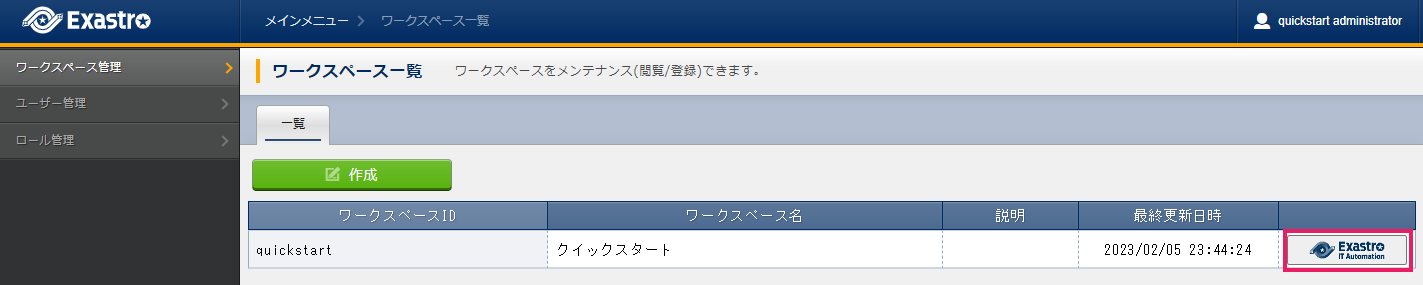 Exastro
メインメニュー
ワークスペース一覧
quickstart administrator
ワークスペース管理
ユーザー管理
ロール管理
ワークスペース一覧
ワークスペースをメンテナンス(閲覧/登録)できます。
一覧
作成
ワークスペースID ワークスペース名 説明 最終更新日時
quickstart クイックスタート 2023/02/05 23:44:24 Exastro
IT Automation